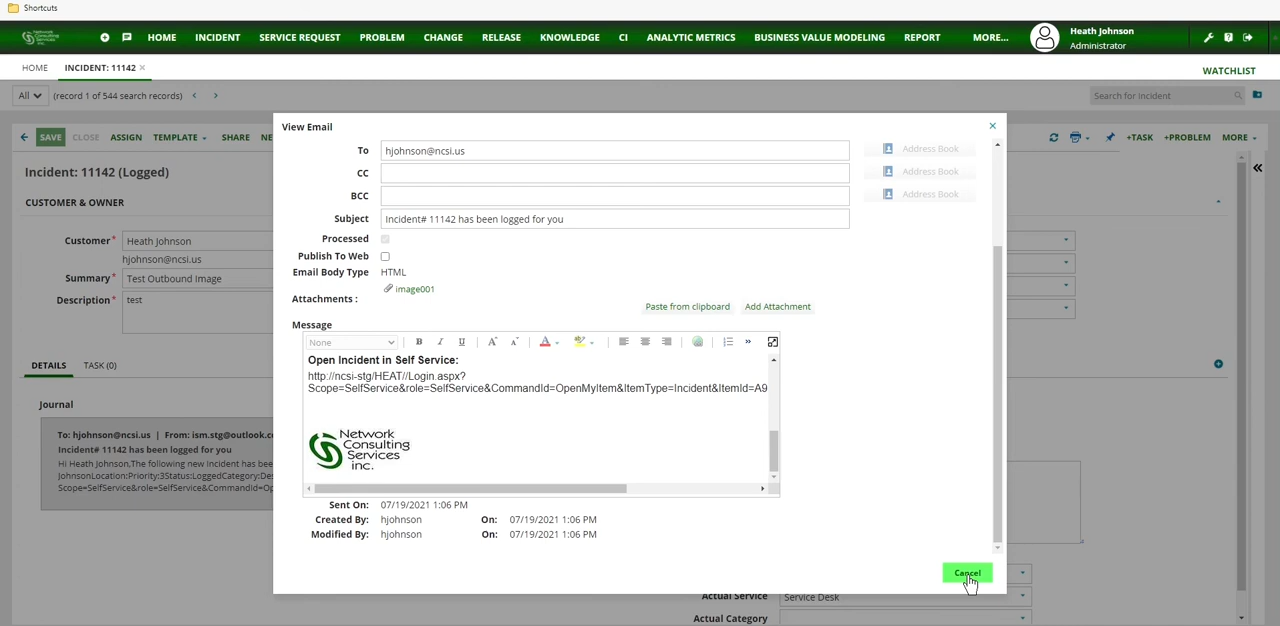 Shortcuts
Network Consulting Services Inc.
HOME INCIDENT SERVICE REQUEST PROBLEM CHANGE RELEASE KNOWLEDGE CI ANALYTIC METRICS BUSINESS VALUE MODELING REPORT MORE... Heath Johnson
Administrator
HOME INCIDENT: 11142 WATCHLIST
All (record 1 of 544 search records) Search for Incident
SAVE CLOSE ASSIGN TEMPLATE SHARE NE +TASK +PROBLEM MORE
Incident: 11142 (Logged)
CUSTOMER & OWNER
Customer* Heath Johnson
hjohnson@ncsi.us
Summary* Test Outbound Image
Description* test
DETAILS TASK (0)
Journal
To: hjohnson@ncsi.us | From: ism.stg@outlook.c
Incident# 11142 has been logged for you
Hi Heath Johnson,The following new Incident has bee
JohnsonLocation:Priority:3Status:LoggedCategory:Des
Scope=SelfService&role=SelfService&CommandId=Op
View Email
To hjohnson@ncsi.us Address Book
CC Address Book
BCC Address Book
Subject Incident# 11142 has been logged for you
Processed
Publish To Web
Email Body Type HTML
image001
Attachments :
Paste from clipboard Add Attachment
Message
None B I U A A A ab »
Open Incident in Self Service:
http://ncsi-stg/HEAT//Login.aspx?
Scope=SelfService&role=SelfService&CommandId=OpenMyItem&ItemType=Incident&ItemId=A9
Network
Consulting
Services
inc.
Sent On: 07/19/2021 1:06 PM
Created By: hjohnson On: 07/19/2021 1:06 PM
Modified By: hjohnson On: 07/19/2021 1:06 PM
Cancel
Actual Service Service Desk
Actual Category